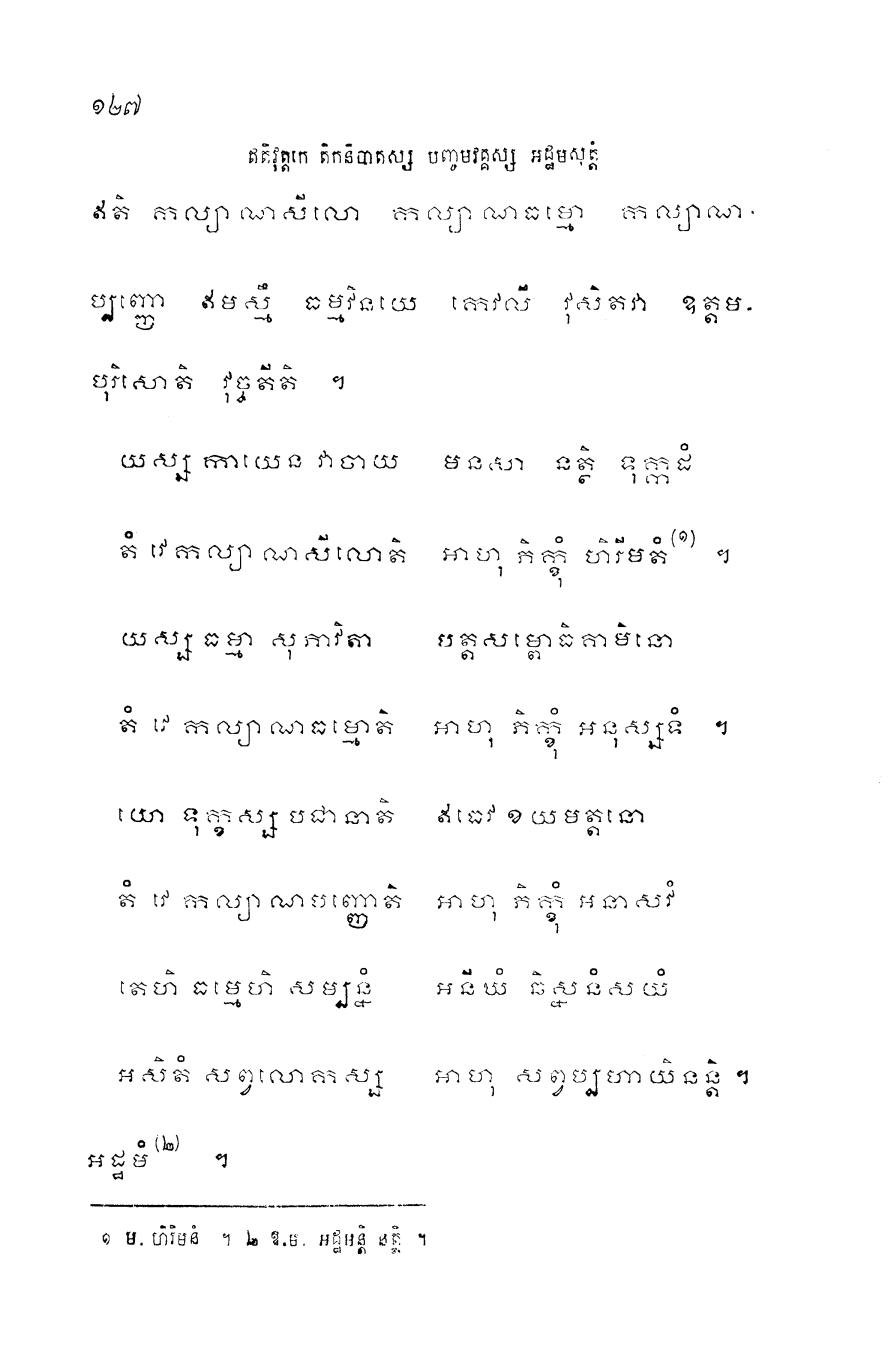 ១២៧
ឥតិវុត្តកេ តិកនិបាតស្ស បញ្ចមវគ្គស្ស អដ្ឋមសុត្តំ
ឥតិ កល្យាណសីលោ កល្យាណធម្មោ កល្យាណ-
ប្បញ្ញោ ឥមស្មឹ ធម្មវិនយេ កេវលី វុសិតវា ឧត្តម-
បុរិសោតិ វុច្ចតីតិ ។
យស្ស កាយេន វាចាយ មនសា នត្ថិ ទុក្កដំ
តំ វេ កល្យាណសីលោតិ អាហុ ភិក្ខុំ ហិរីមតំ(១) ។
យស្ស ធម្មា សុភាវិតា បត្តសម្ពោធិគាមិនោ
តំ វេ កល្យាណធម្មោតិ អាហុ ភិក្ខុំ អនុស្សទំ ។
យោ ទុក្ខស្ស បជានាតិ ឥធេវ ខយមត្តនោ
តំ វេ កល្យាណបញ្ញោតិ អាហុ ភិក្ខុំ អនាសវំ
តេហិ ធម្មេហិ សម្បន្នំ អនីឃំ ឆិន្នសំសយំ
អសិតំ សព្វលោកស្ស អាហុ សព្វប្បហាយិនន្តិ ។
អដ្ឋមំ(២) ។
១ ម. ហិរិមនំ ។ ២ ឱ.ម. អដ្ឋមន្តិ នត្ថិ ។